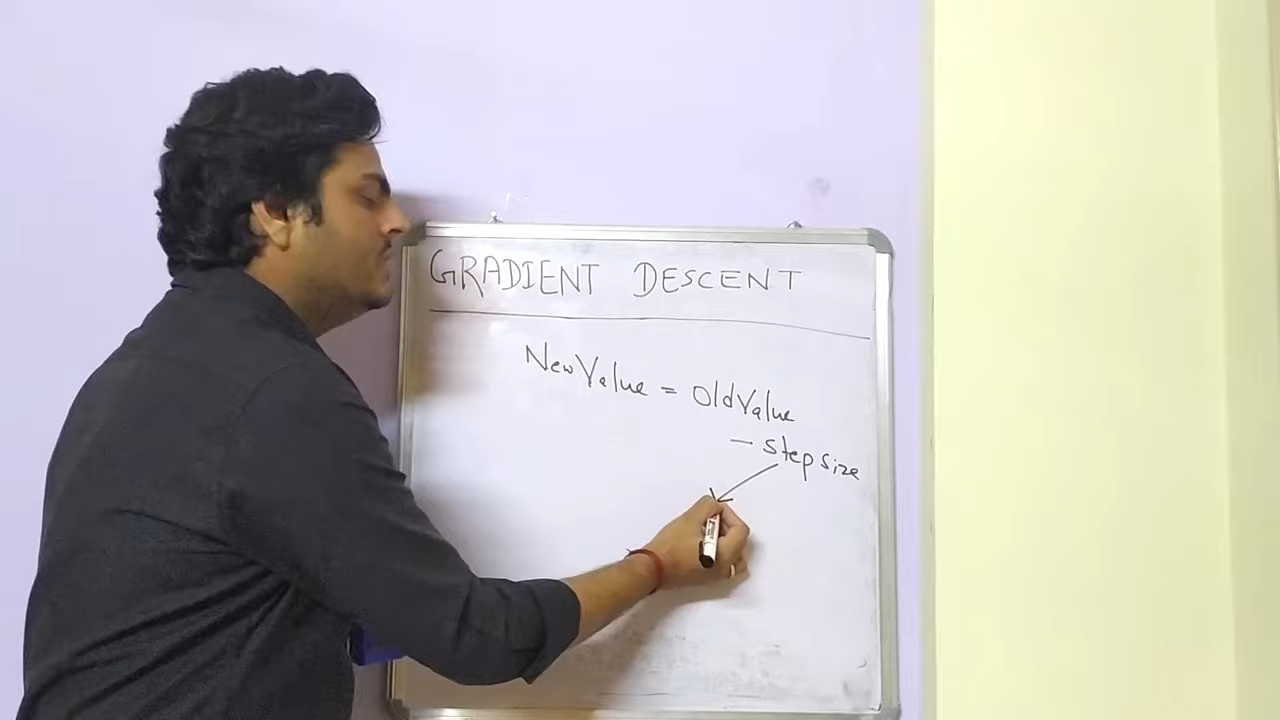 GRADIENT DESCENT
NewValue = OldValue
- step size